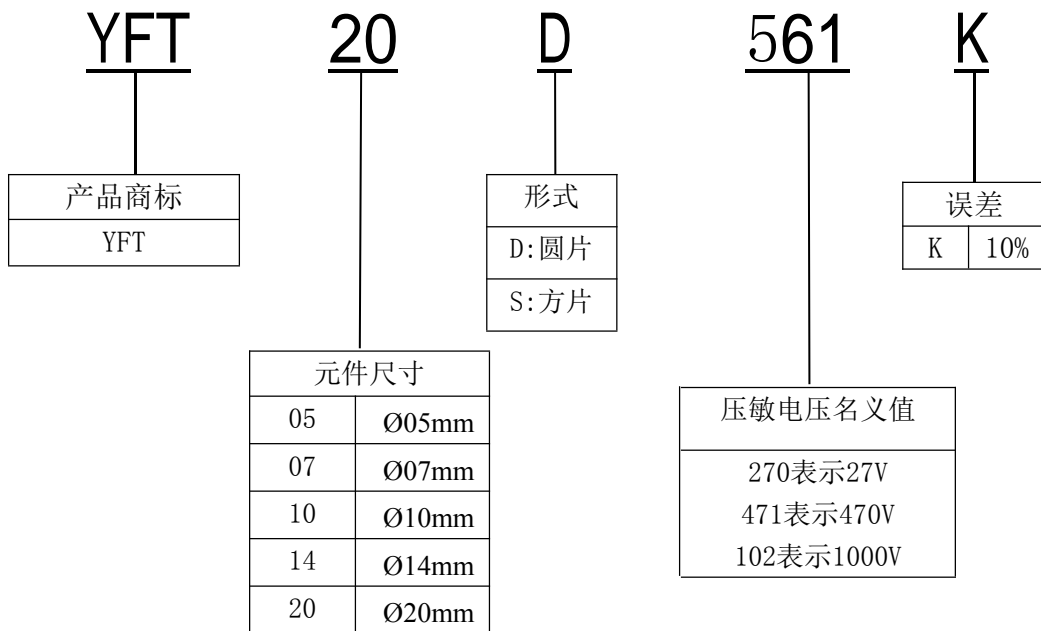 YFT 20 D 561 K
产品商标
YFT
形式
D:圆片
S:方片
误差
K 10%
元件尺寸
05 Ø05mm
07 Ø07mm
10 Ø10mm
14 Ø14mm
20 Ø20mm
压敏电压名义值
270表示27V
471表示470V
102表示1000V